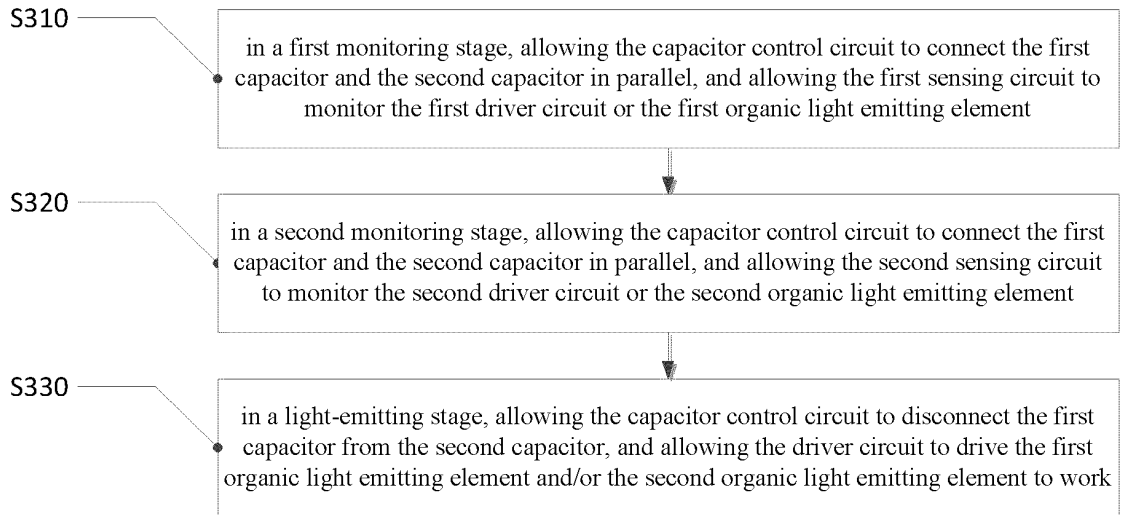 S310
in a first monitoring stage, allowing the capacitor control circuit to connect the first
capacitor and the second capacitor in parallel, and allowing the first sensing circuit to
monitor the first driver circuit or the first organic light emitting element
S320
in a second monitoring stage, allowing the capacitor control circuit to connect the first
capacitor and the second capacitor in parallel, and allowing the second sensing circuit
to monitor the second driver circuit or the second organic light emitting element
S330
in a light-emitting stage, allowing the capacitor control circuit to disconnect the first
capacitor from the second capacitor, and allowing the driver circuit to drive the first
organic light emitting element and/or the second organic light emitting element to work